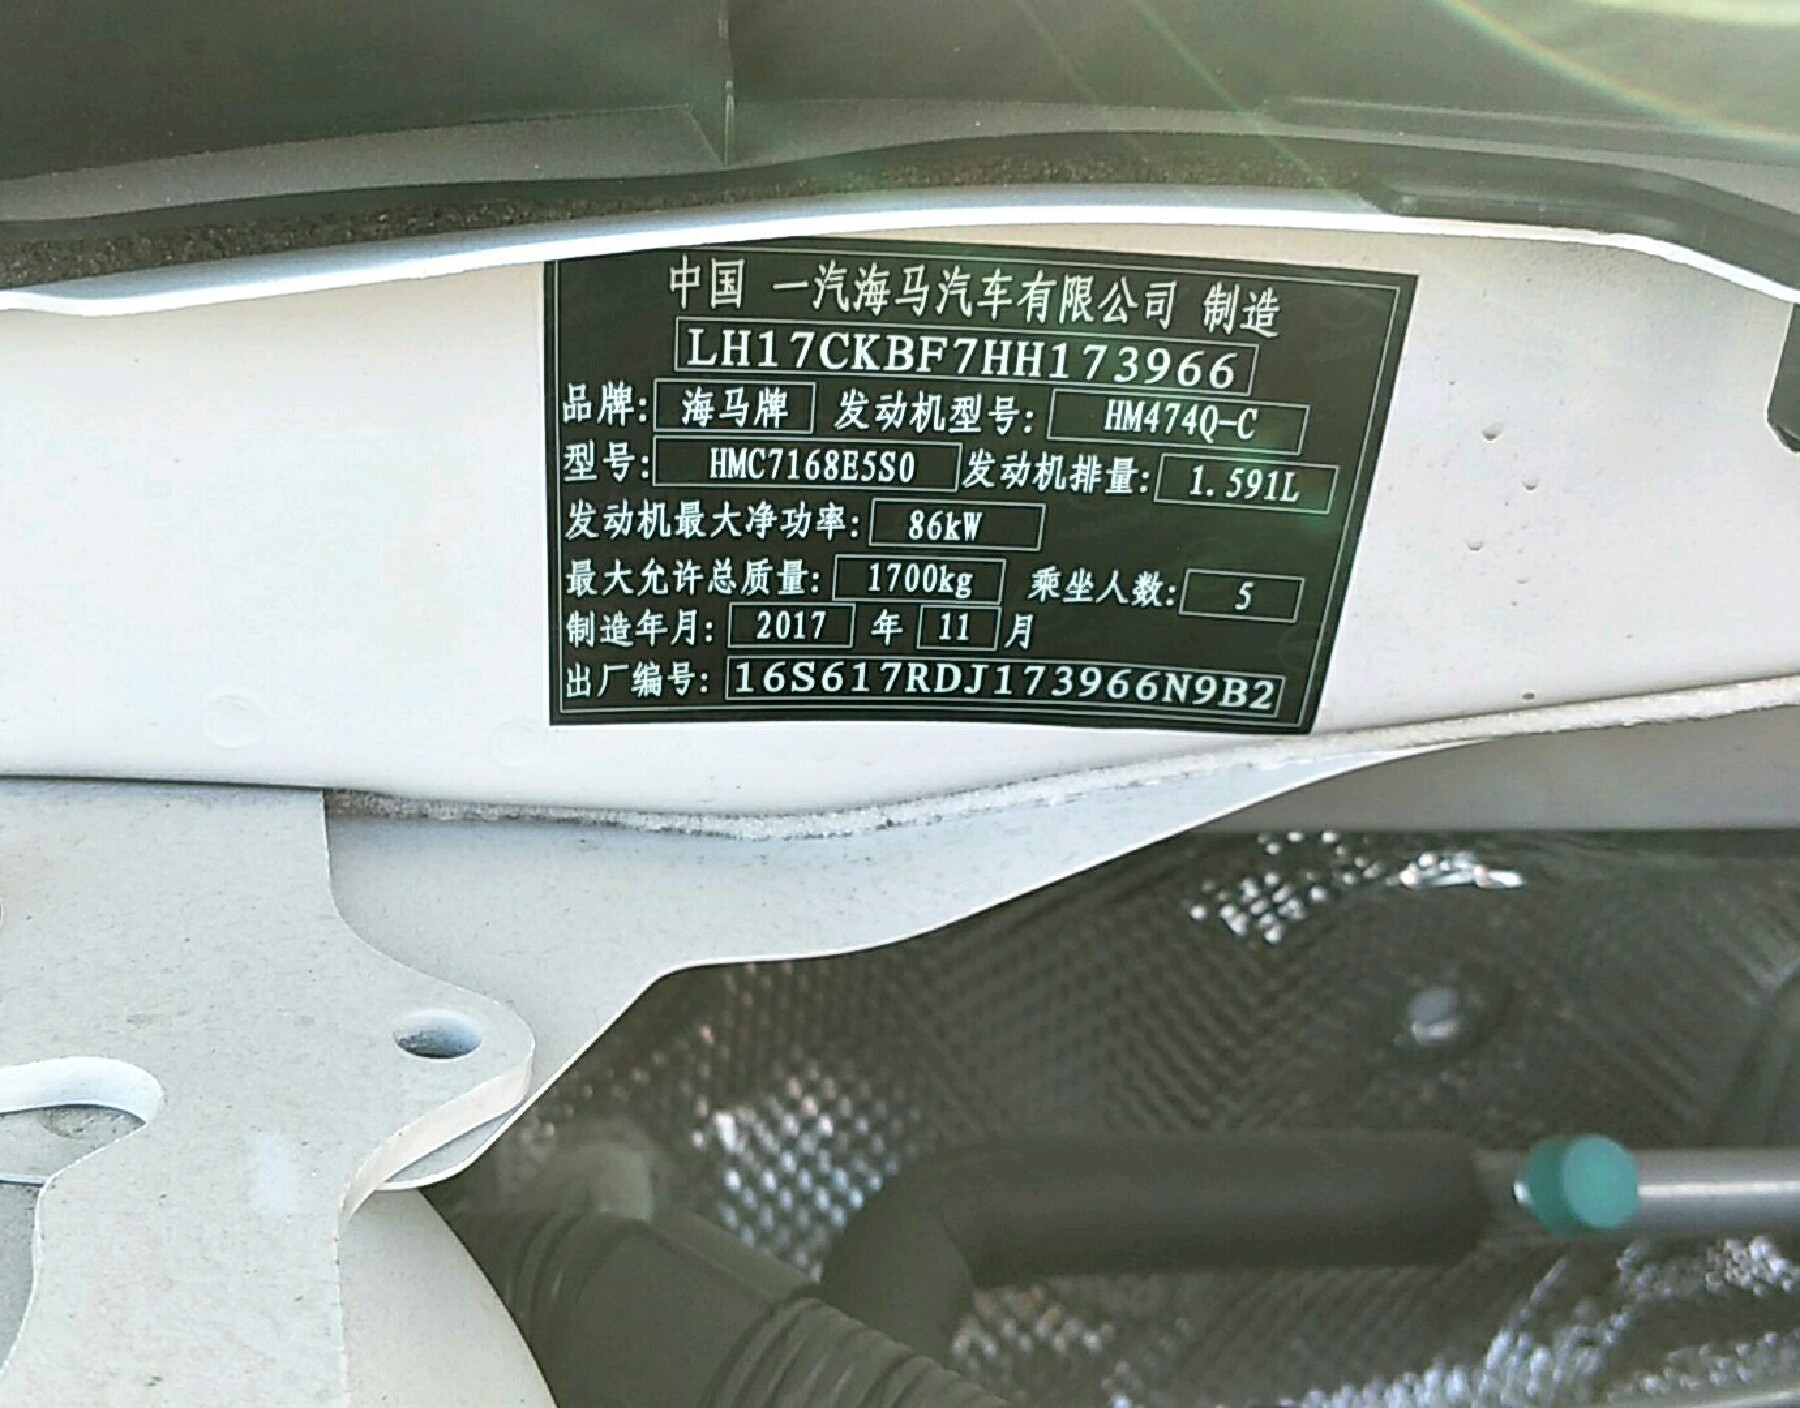 中国 一汽海马汽车有限公司 制造
LH17CKBF7HH173966
品牌: 海马牌 发动机型号: HM474Q-C
型号: HMC7168E5S0 发动机排量: 1.591L
发动机最大净功率: 86kW
最大允许总质量: 1700kg 乘坐人数: 5
制造年月: 2017 年 11 月
出厂编号: 16S617RDJ173966N9B2